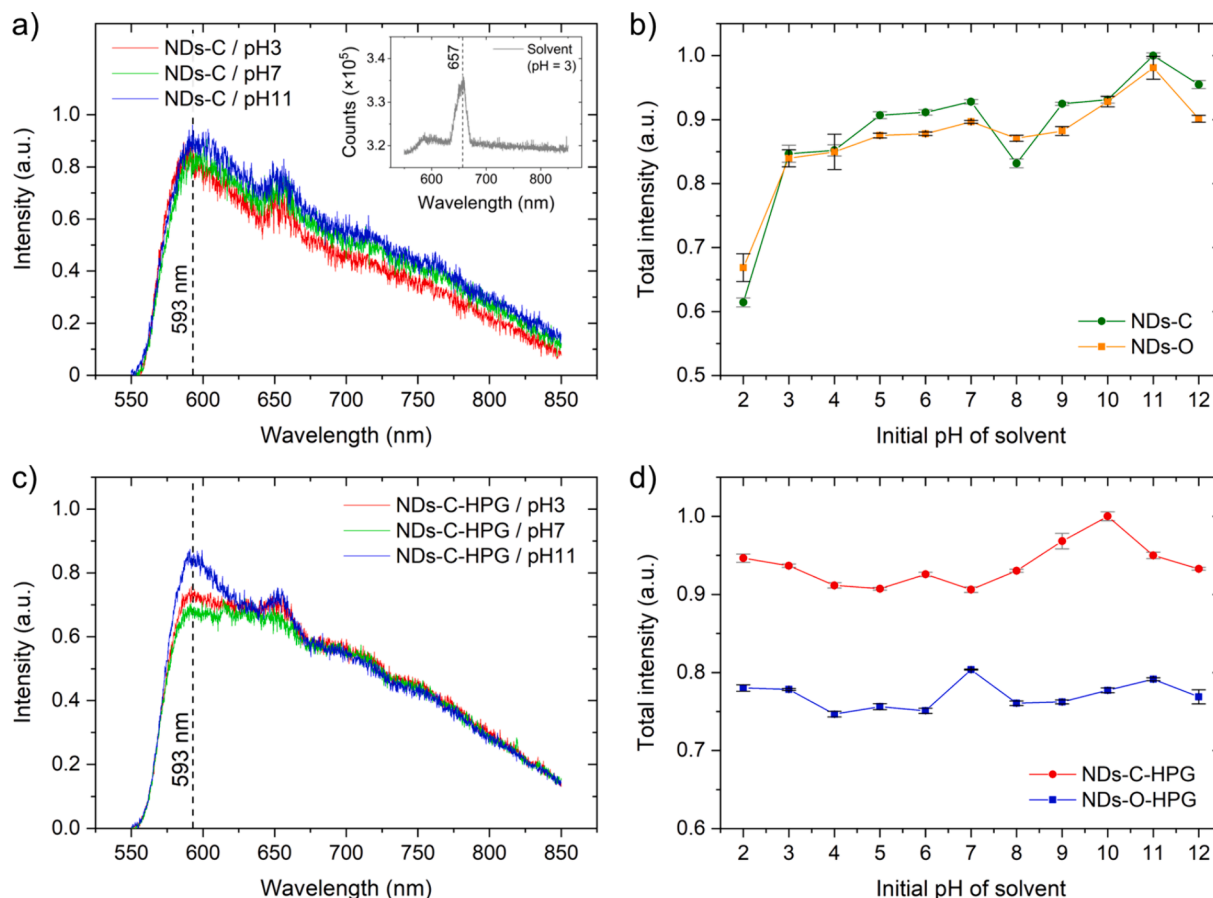 a)
NDs-C / pH3
NDs-C / pH7
NDs-C / pH11
Intensity (a.u.)
1.0
0.8
0.6
0.4
0.2
0
593 nm
550 600 650 700 750 800 850
Wavelength (nm)
Counts (×10⁵)
3.4
3.3
3.2
657
Solvent
(pH = 3)
600 700 800
Wavelength (nm)
b)
Total intensity (a.u.)
1.0
0.9
0.8
0.7
0.6
0.5
NDs-C
NDs-O
2 3 4 5 6 7 8 9 10 11 12
Initial pH of solvent
c)
NDs-C-HPG / pH3
NDs-C-HPG / pH7
NDs-C-HPG / pH11
Intensity (a.u.)
1.0
0.8
0.6
0.4
0.2
0.0
593 nm
550 600 650 700 750 800 850
Wavelength (nm)
d)
Total intensity (a.u.)
1.0
0.9
0.8
0.7
0.6
NDs-C-HPG
NDs-O-HPG
2 3 4 5 6 7 8 9 10 11 12
Initial pH of solvent